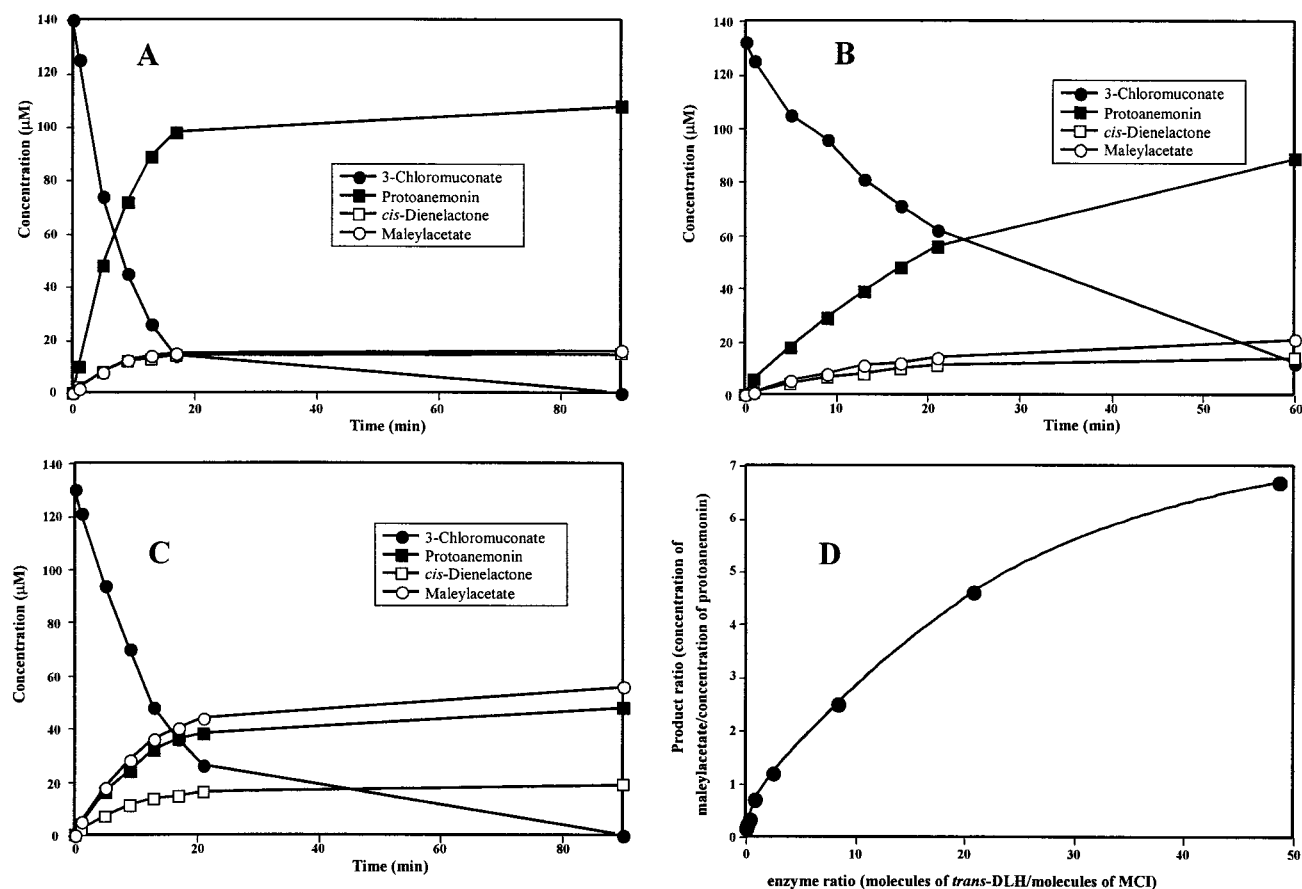 A
Concentration (µM)
140
120
100
80
60
40
20
0
3-Chloromuconate
Protoanemonin
cis-Dienelactone
Maleylacetate
0
20
40
60
80
Time (min)
B
Concentration (µM)
140
120
100
80
60
40
20
0
3-Chloromuconate
Protoanemonin
cis-Dienelactone
Maleylacetate
0
10
20
30
40
50
60
Time (min)
C
Concentration (µM)
140
120
100
80
60
40
20
0
3-Chloromuconate
Protoanemonin
cis-Dienelactone
Maleylacetate
0
20
40
60
80
Time (min)
D
Product ratio (concentration of
maleylacetate/concentration of protoanemonin)
7
6
5
4
3
2
1
0
0
10
20
30
40
50
enzyme ratio (molecules of trans-DLH/molecules of MCI)